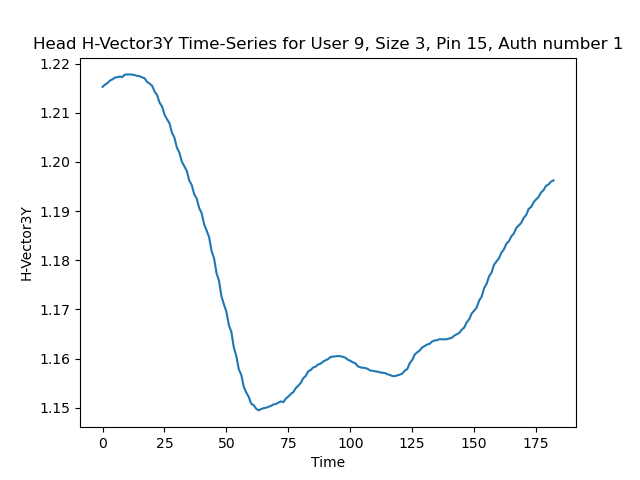 Head H-Vector3Y Time-Series for User 9, Size 3, Pin 15, Auth number 1
1.22
1.21
1.20
1.19
1.18
1.17
1.16
1.15
H-Vector3Y
0 25 50 75 100 125 150 175
Time